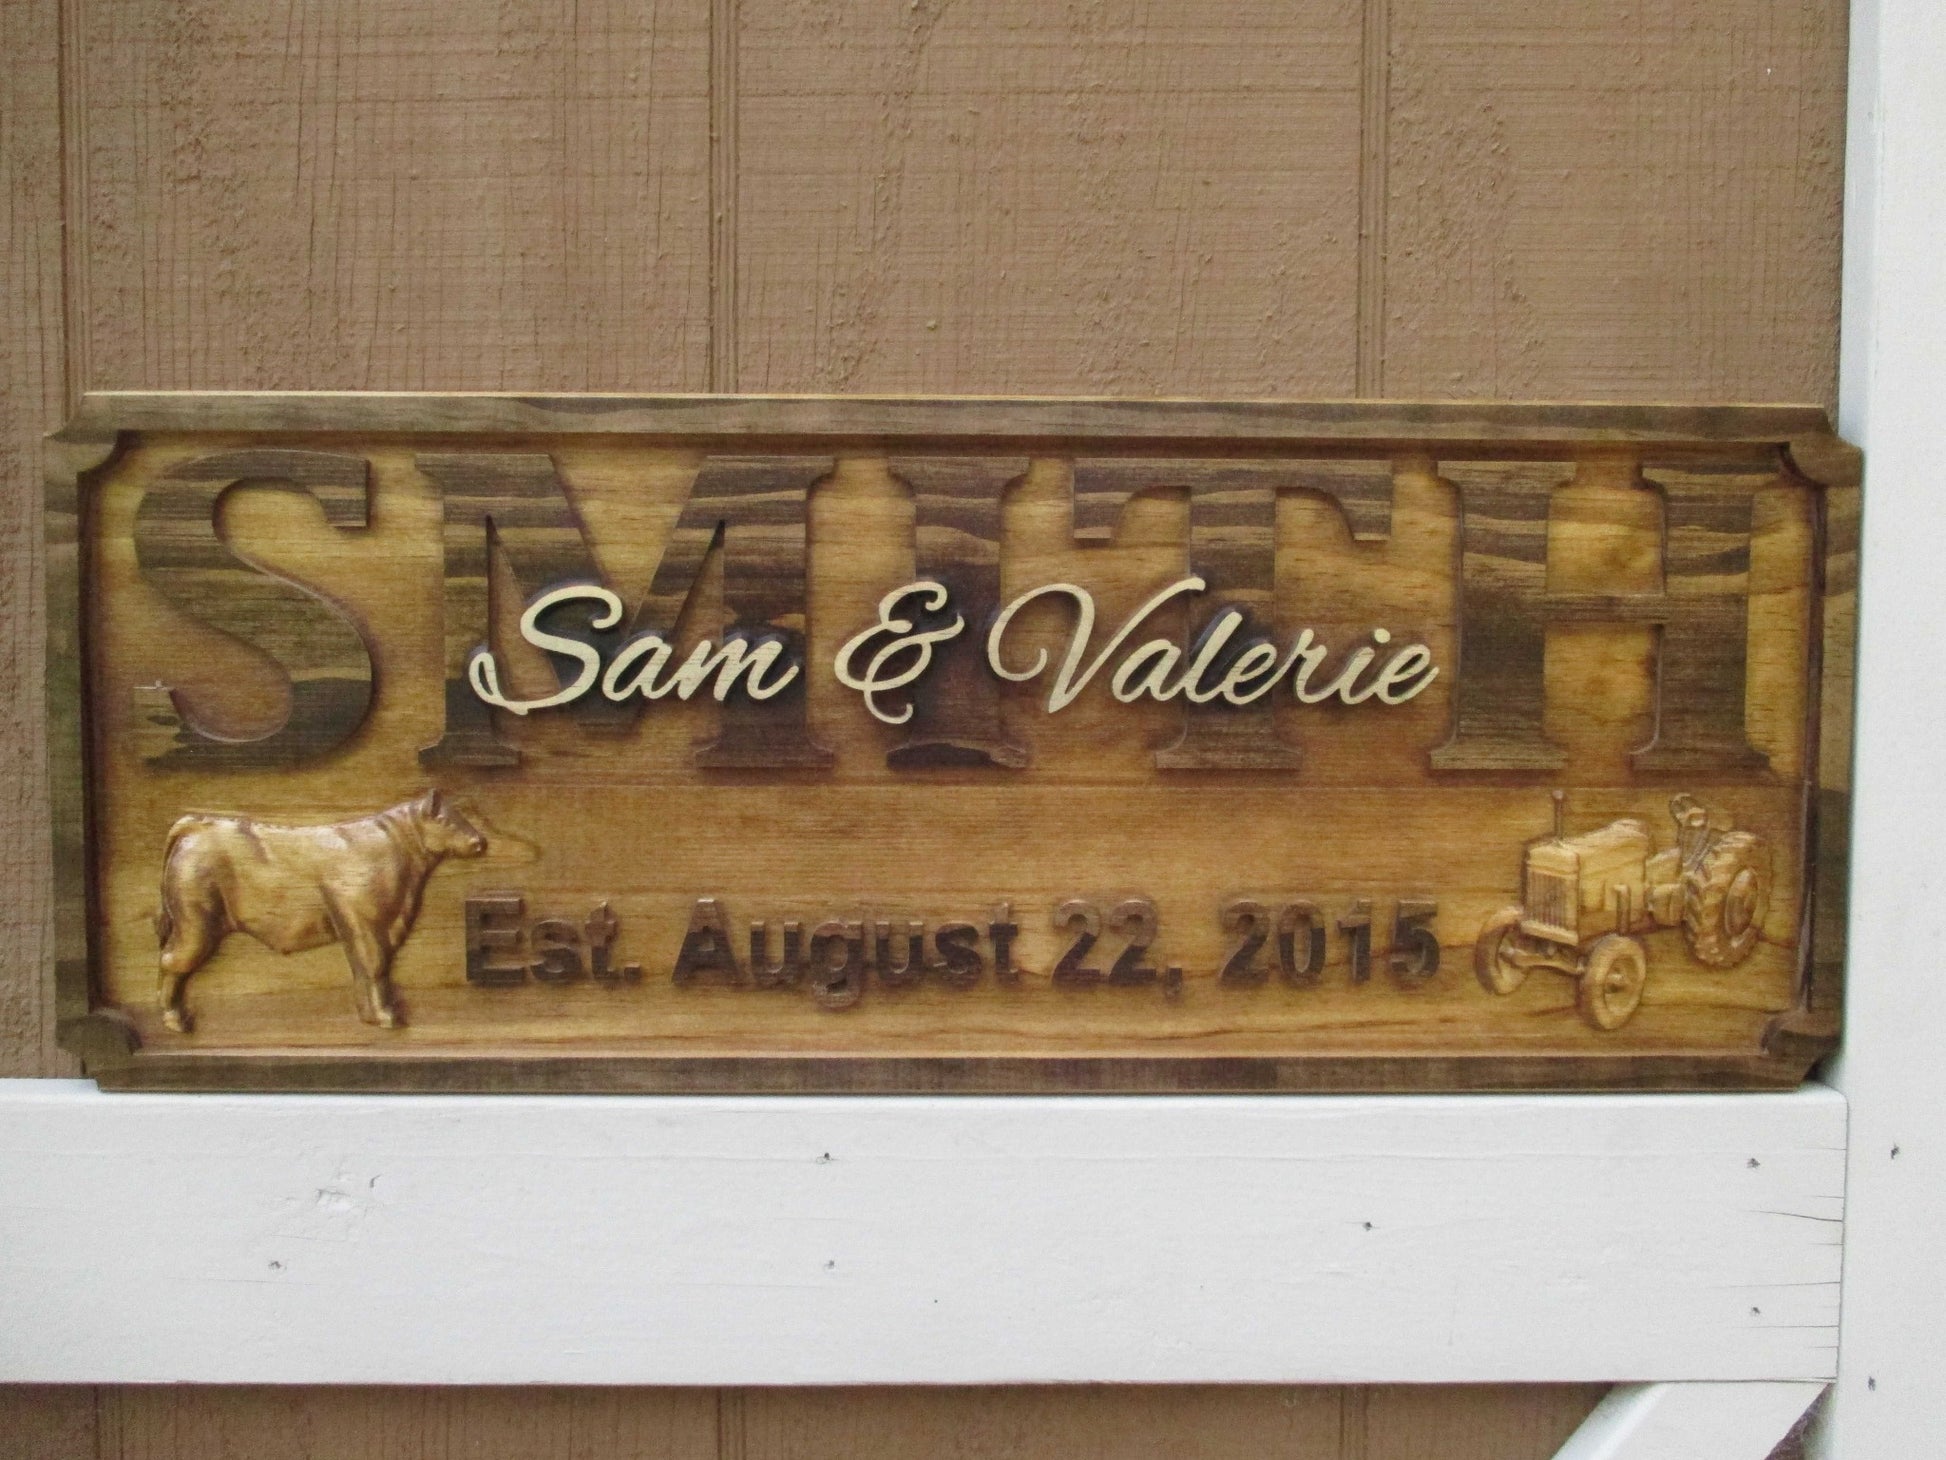 SMITH
Sam & Valerie
Est. August 22, 2015